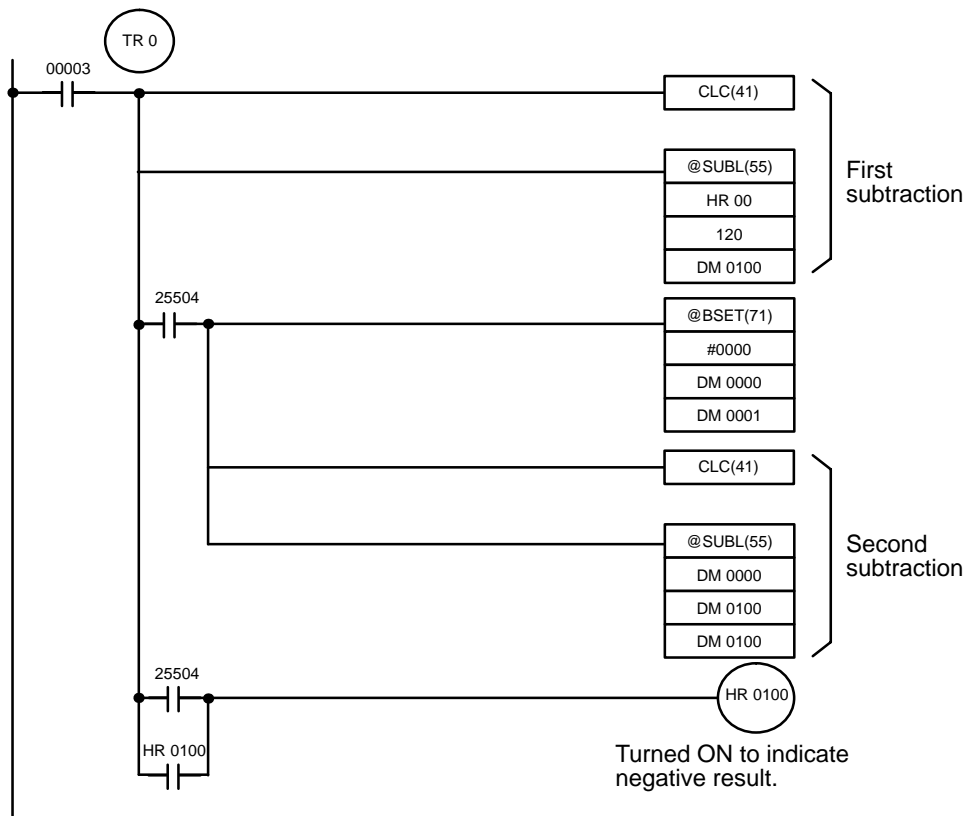 TR 0
00003
CLC(41)
@SUBL(55)
HR 00
120
DM 0100
First
subtraction
25504
@BSET(71)
#0000
DM 0000
DM 0001
CLC(41)
@SUBL(55)
DM 0000
DM 0100
DM 0100
Second
subtraction
25504
HR 0100
HR 0100
Turned ON to indicate
negative result.